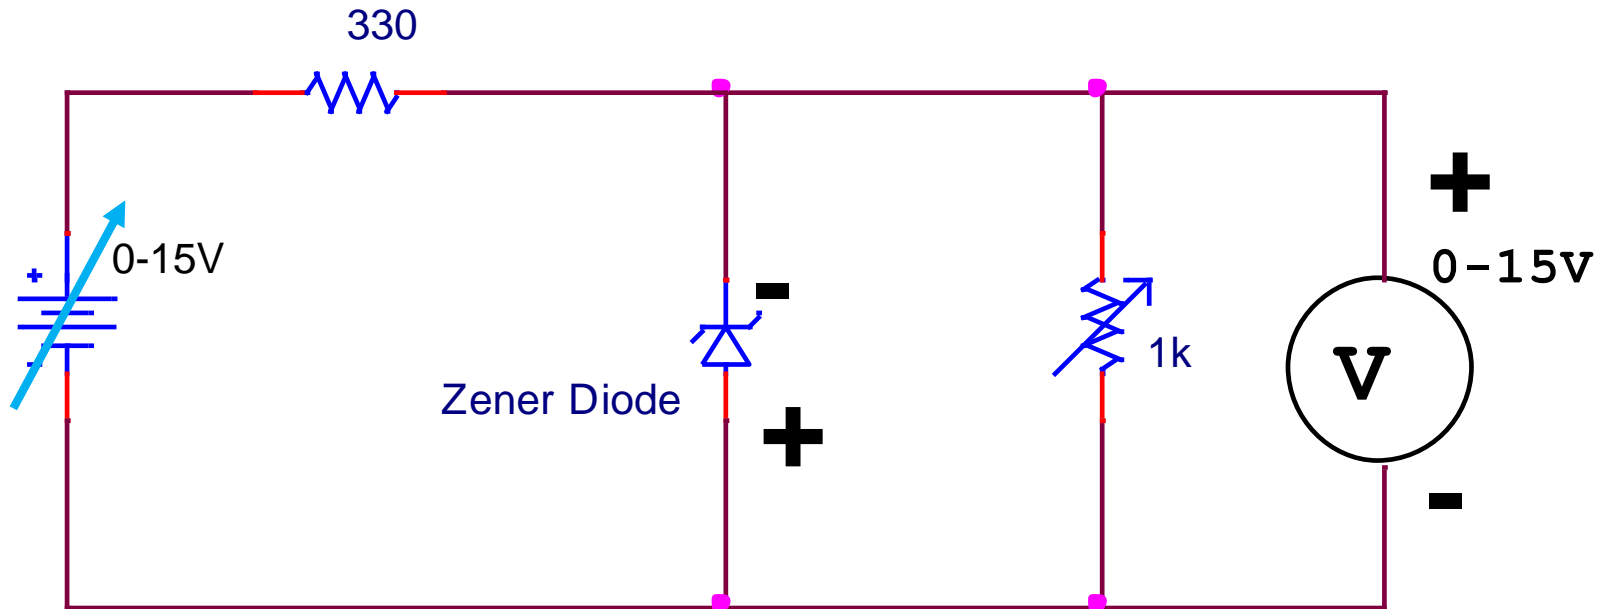 330
0-15V
+
-
-
Zener Diode
+
1k
+
0-15V
V
-